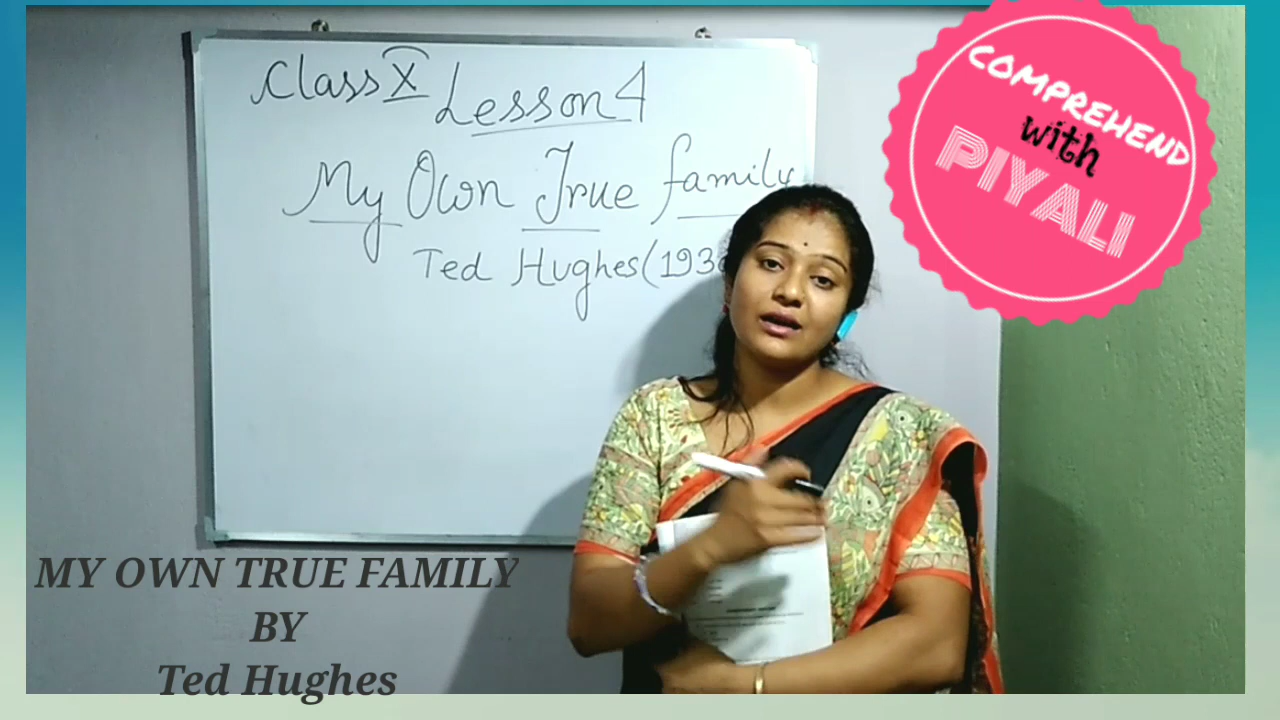 Class X Lesson 4
My Own True family
Ted Hughes (193
COMPREHEND
with
PIYALI
MY OWN TRUE FAMILY
BY
Ted Hughes